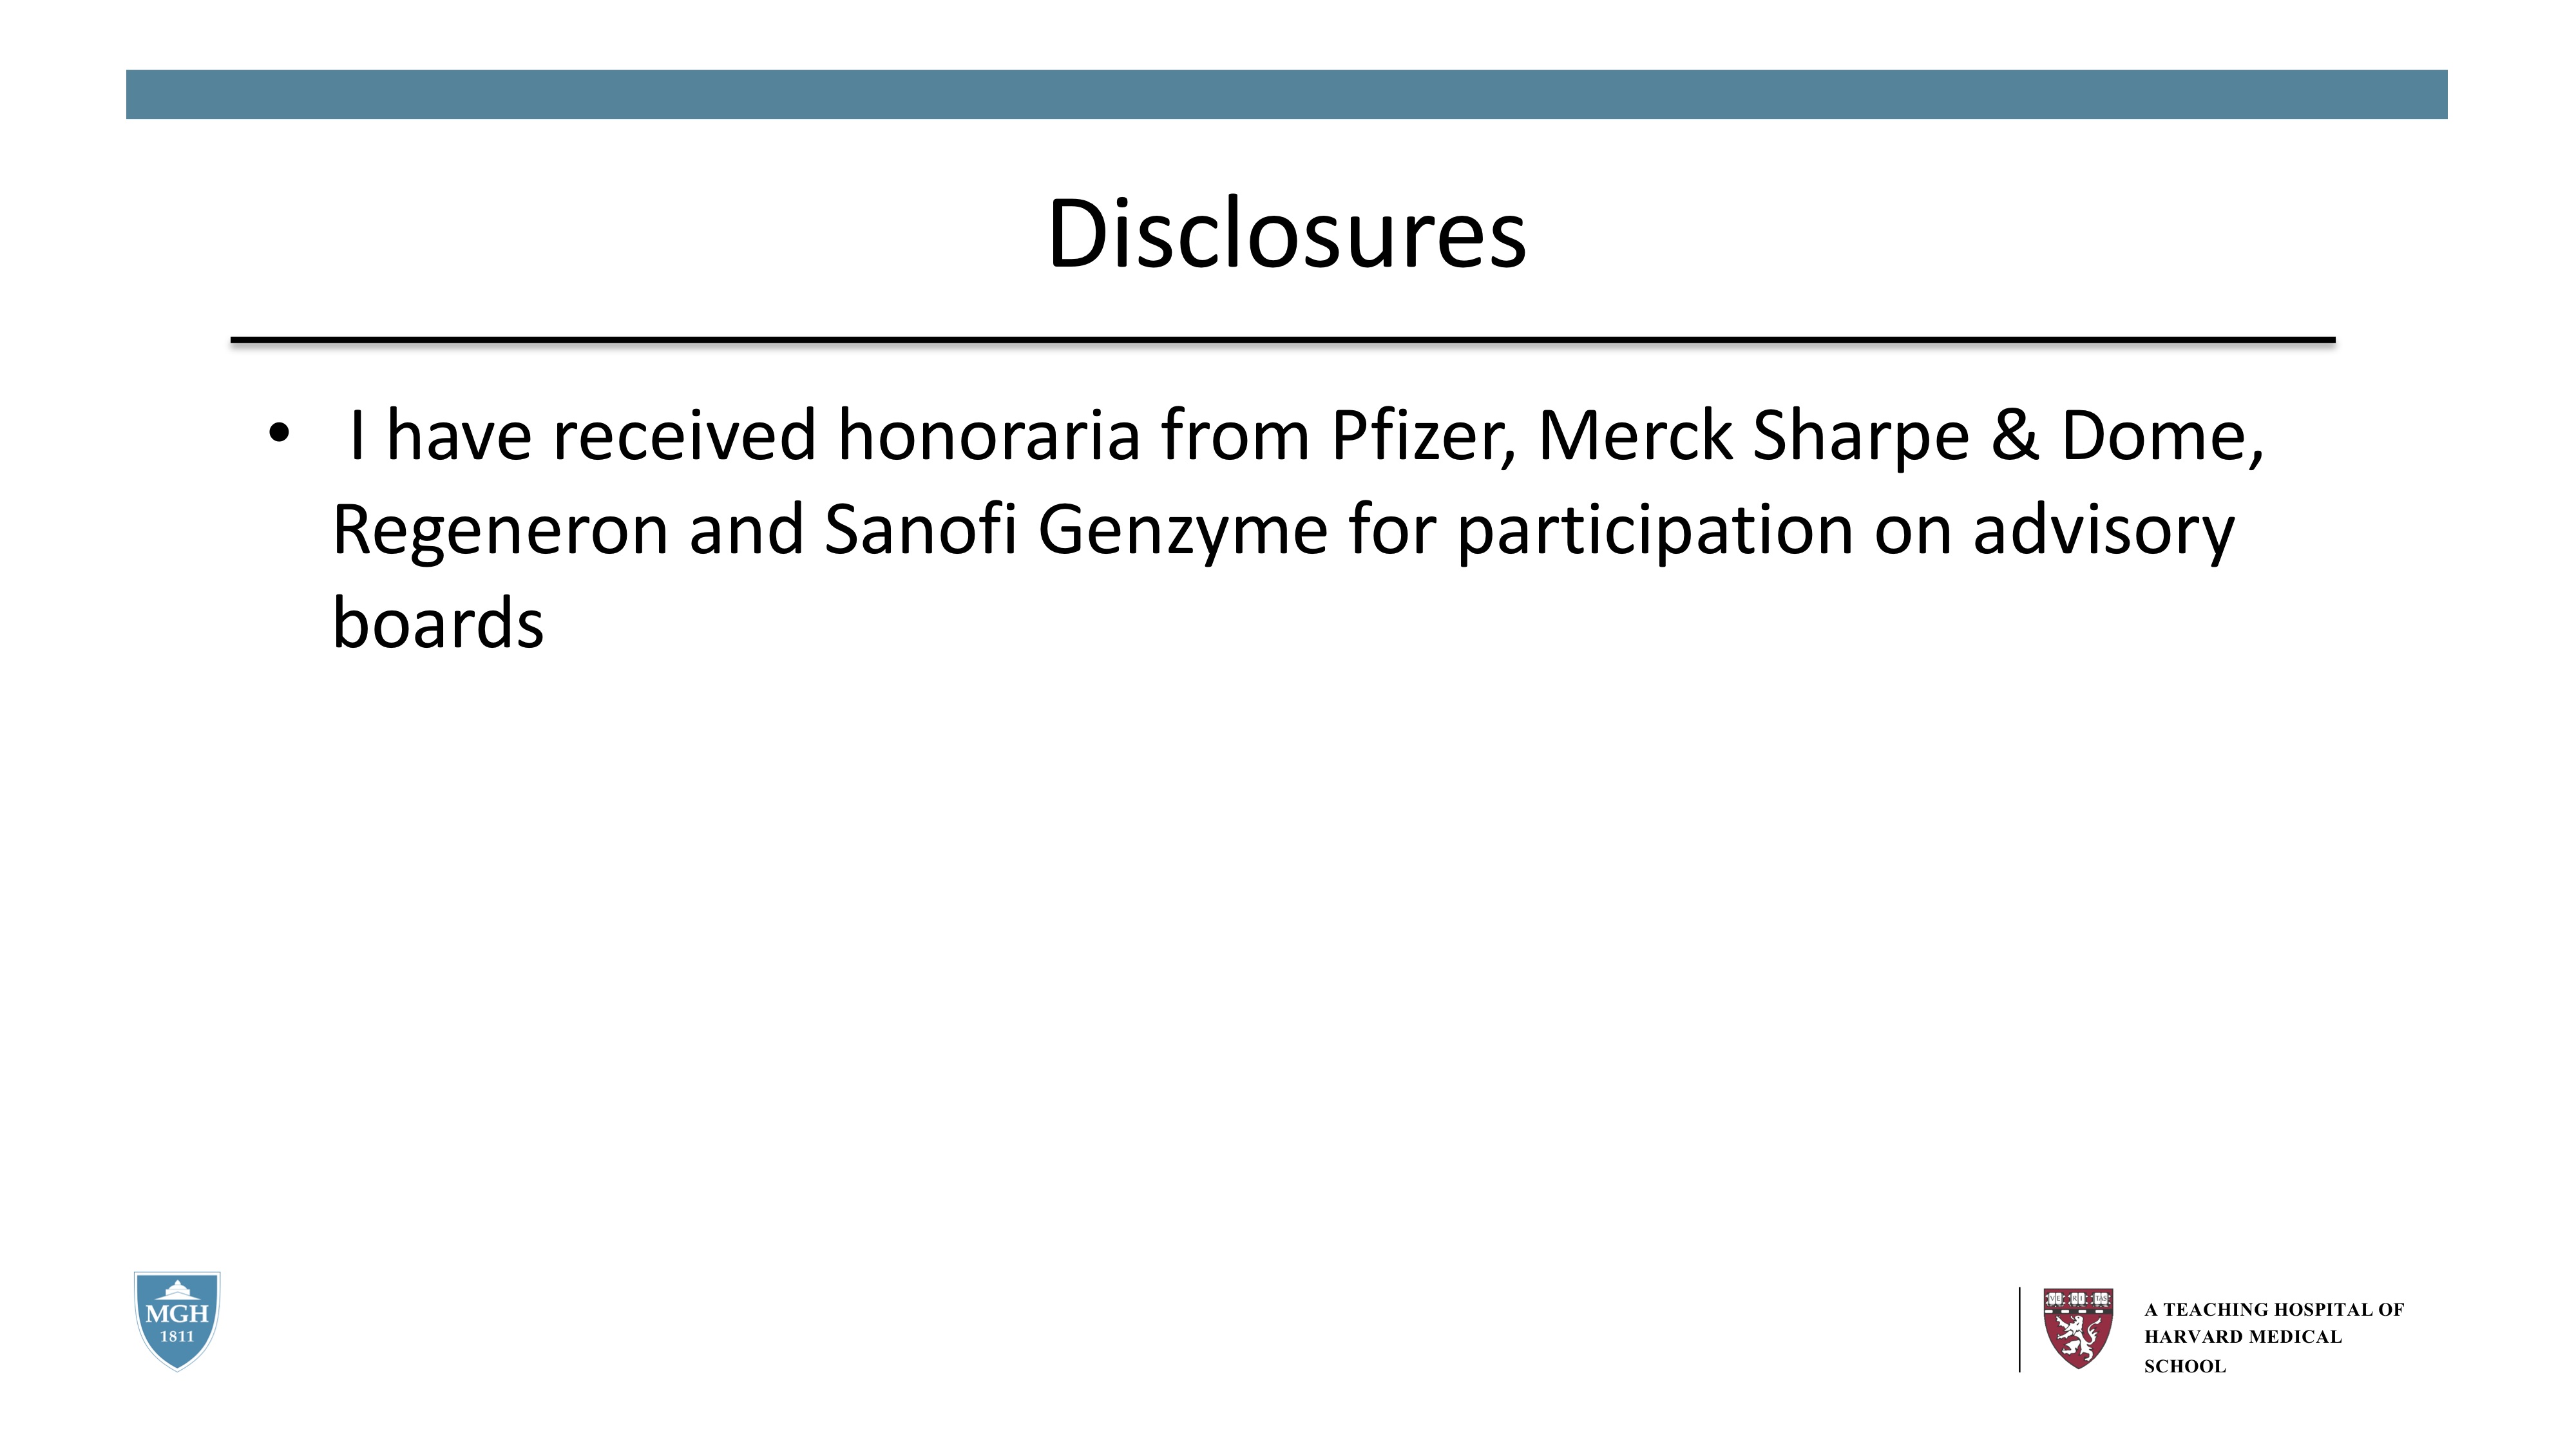 Disclosures
• I have received honoraria from Pfizer, Merck Sharpe & Dome,
Regeneron and Sanofi Genzyme for participation on advisory
boards
MGH
1811
VE RI TAS
A TEACHING HOSPITAL OF
HARVARD MEDICAL
SCHOOL